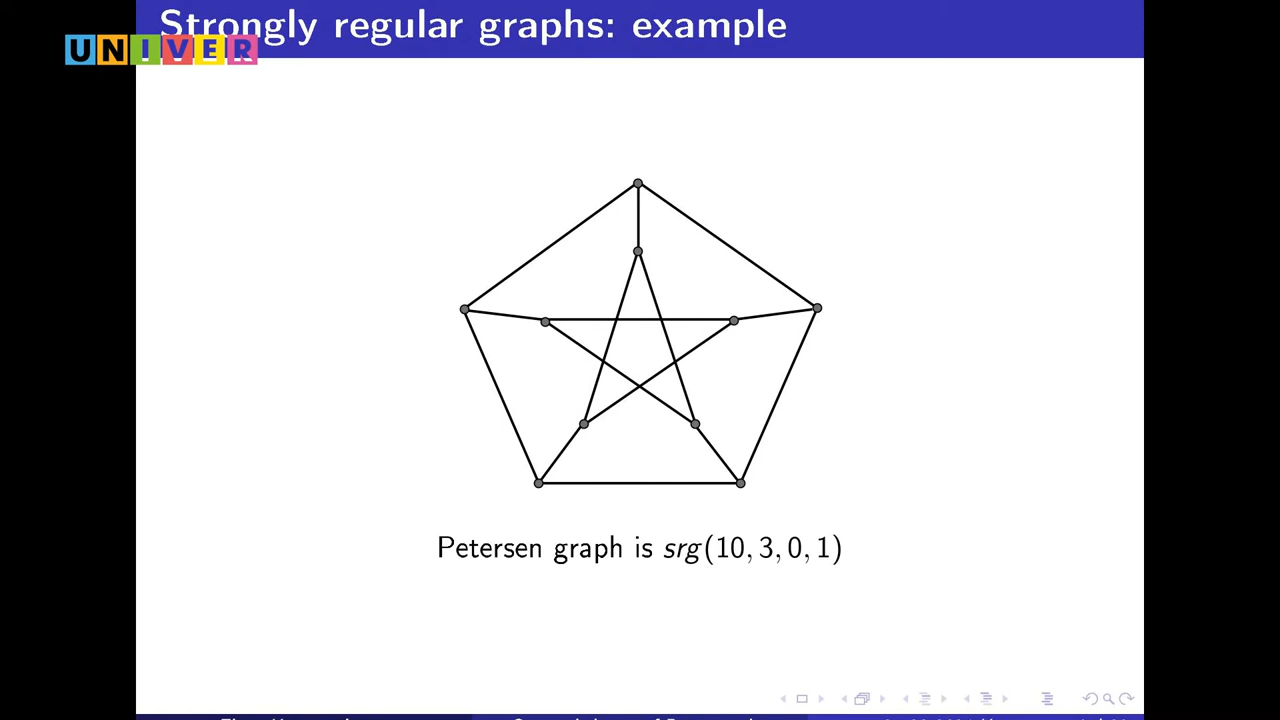 Strongly regular graphs: example
UNIVER
Petersen graph is srg(10, 3, 0, 1)